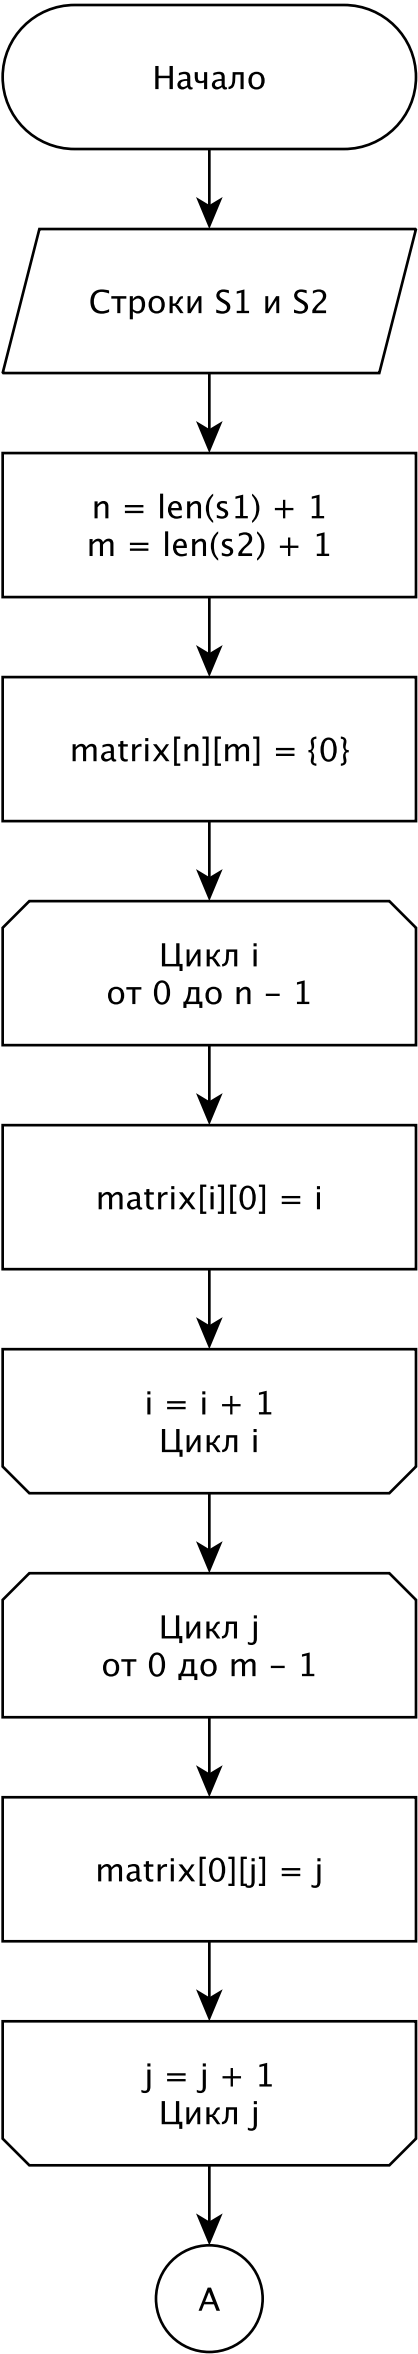 Начало
Строки S1 и S2
n = len(s1) + 1
m = len(s2) + 1
matrix[n][m] = {0}
Цикл i
от 0 до n – 1
matrix[i][0] = i
i = i + 1
Цикл i
Цикл j
от 0 до m – 1
matrix[0][j] = j
j = j + 1
Цикл j
A